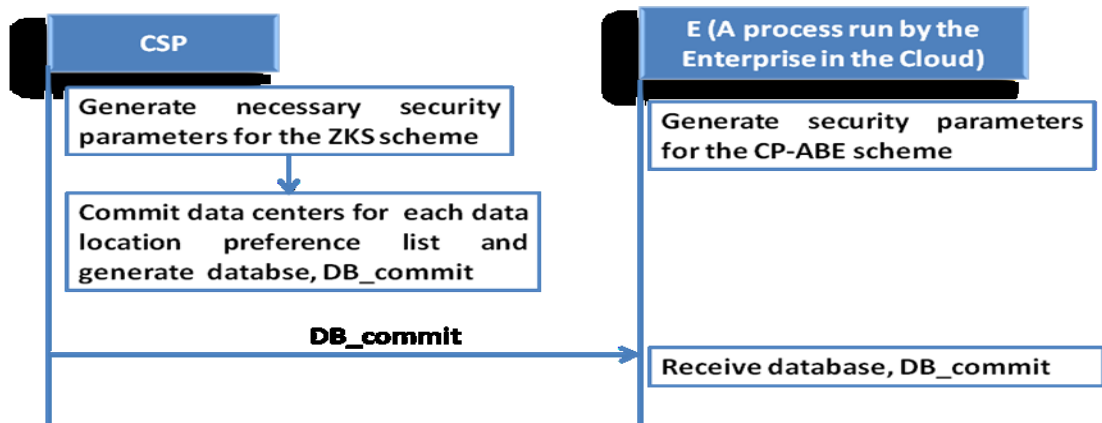 CSP
E (A process run by the
Enterprise in the Cloud)
Generate necessary security
parameters for the ZKS scheme
Generate security parameters
for the CP-ABE scheme
Commit data centers for each data
location preference list and
generate databse, DB_commit
DB_commit
Receive database, DB_commit